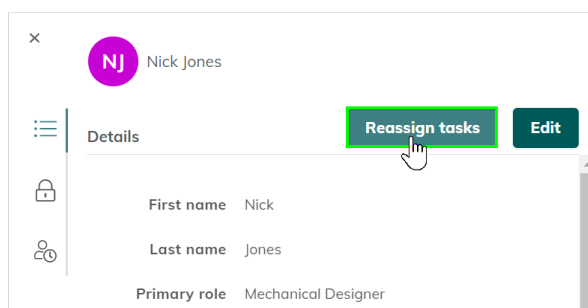 NJ Nick Jones
Details Reassign tasks Edit
First name Nick
Last name Jones
Primary role Mechanical Designer